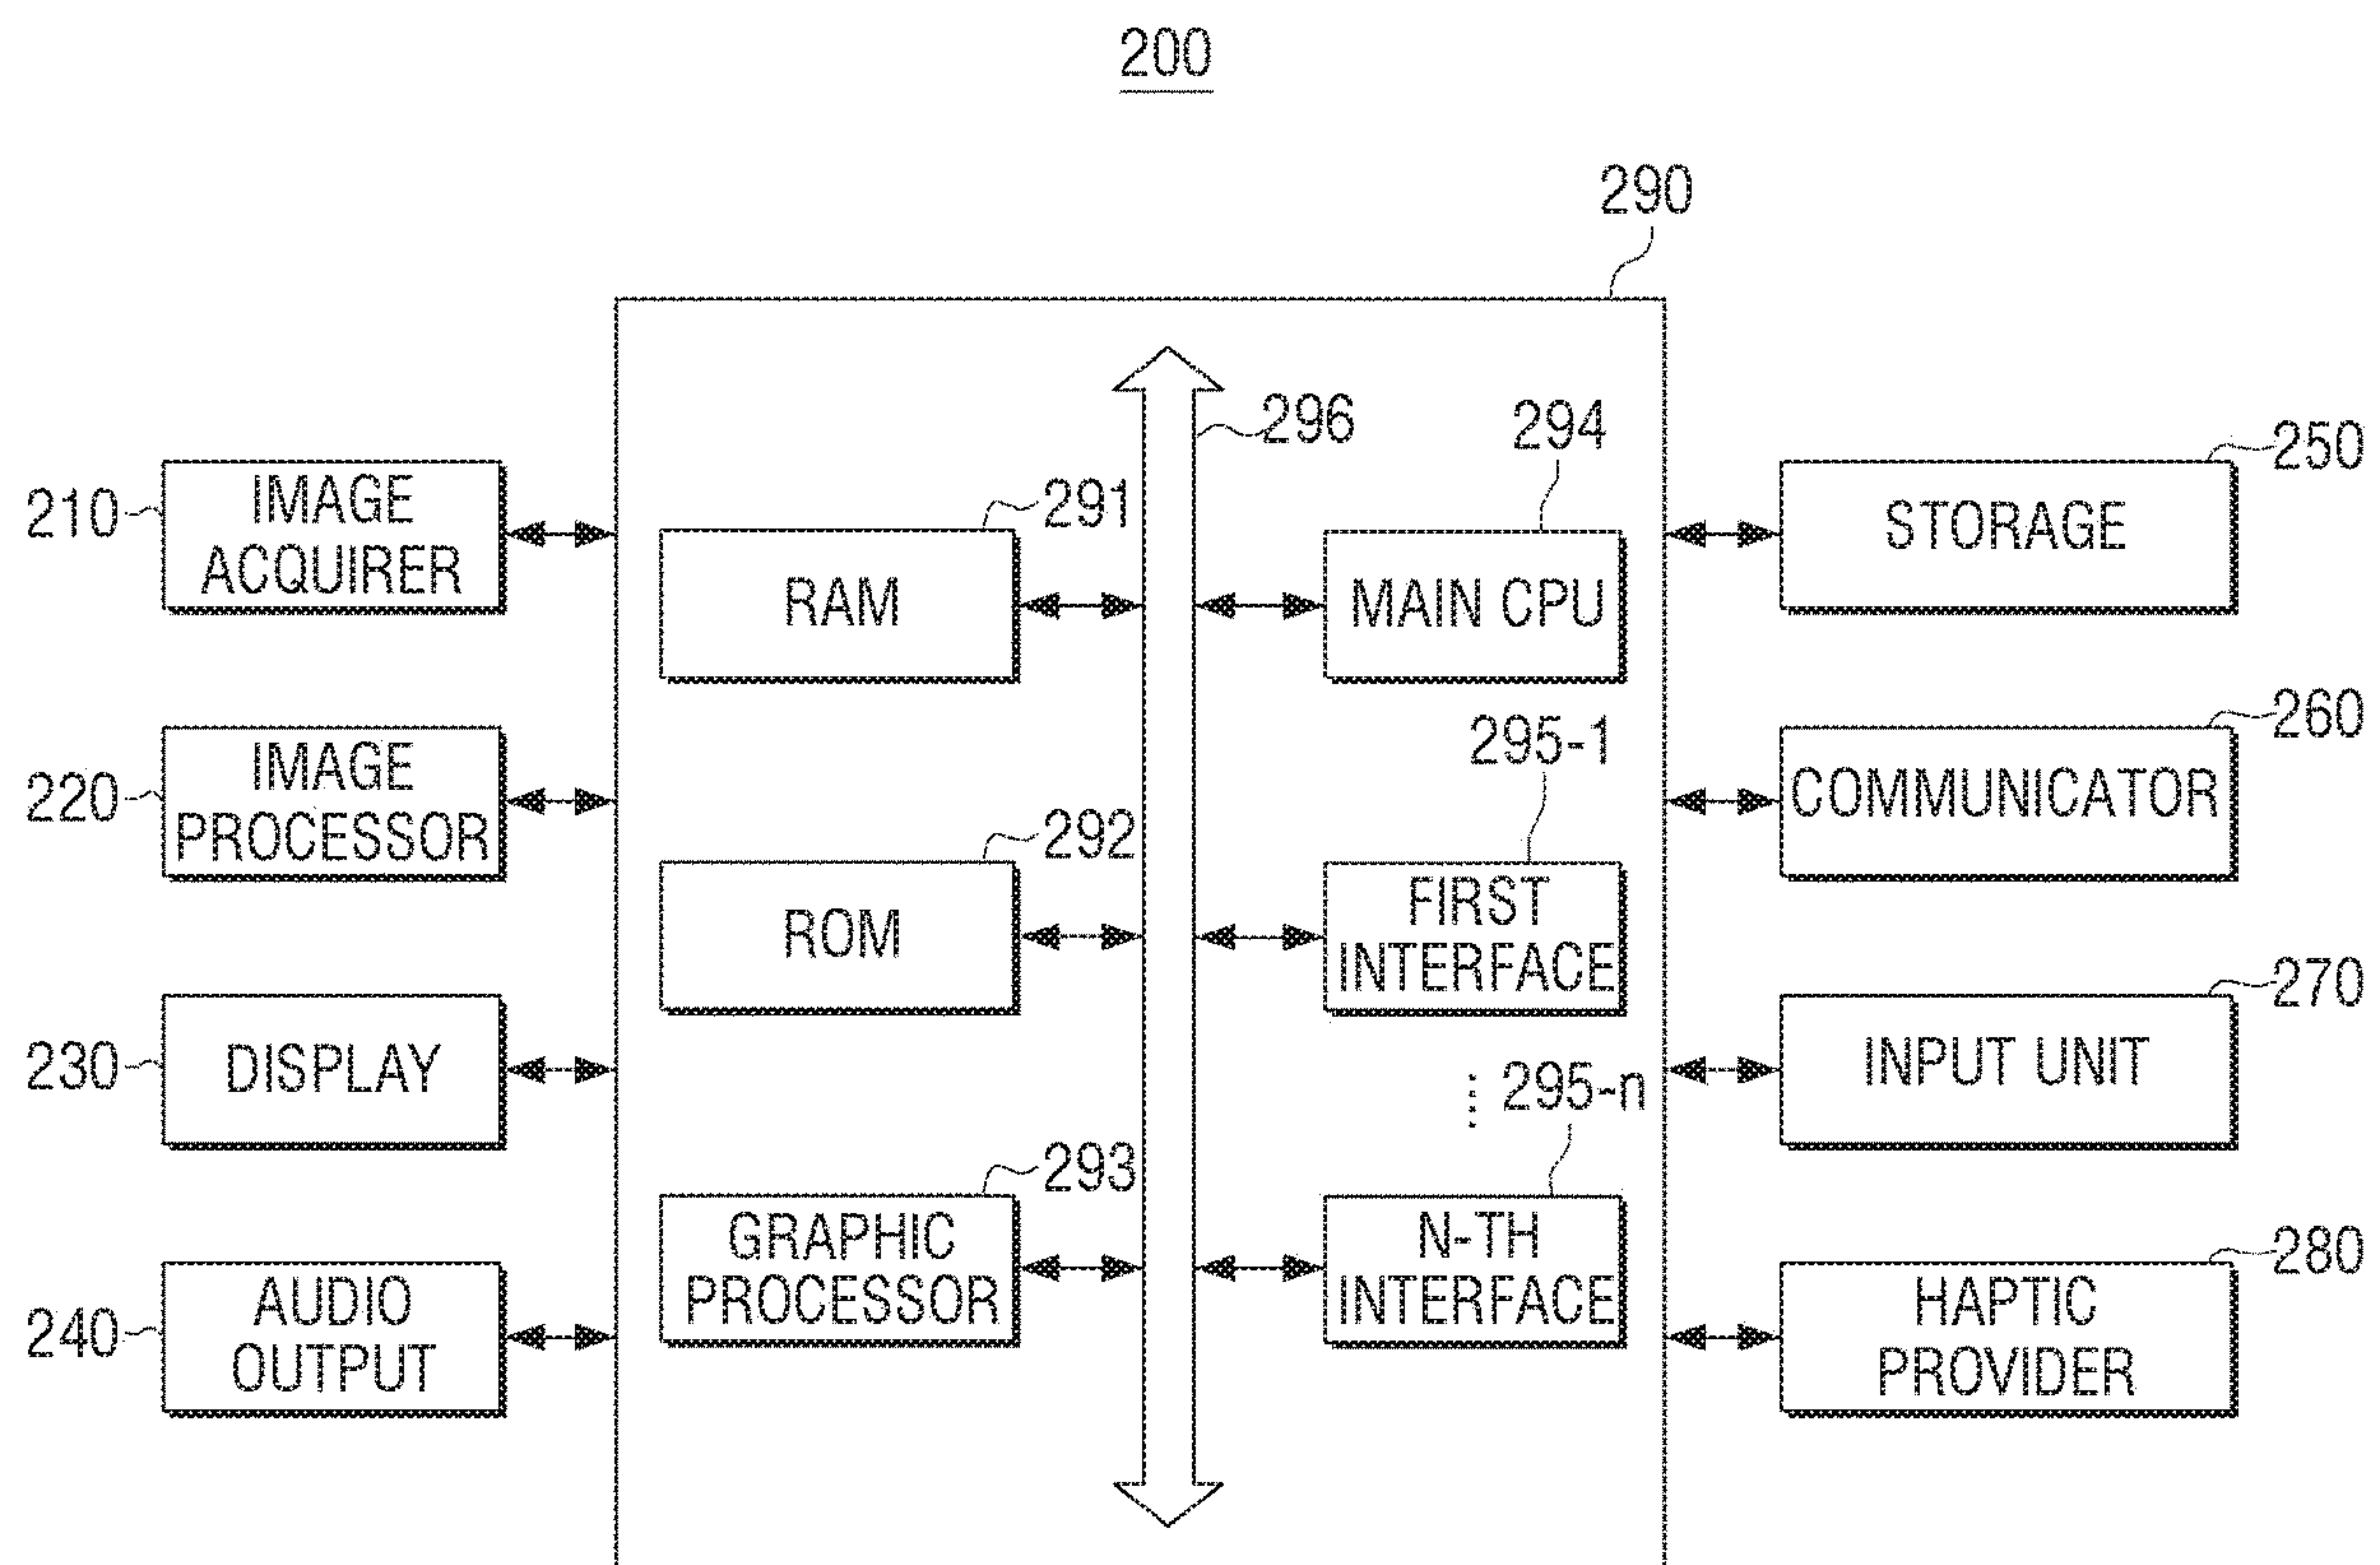 200
290
296
294
250
210
IMAGE
ACQUIRER
291
RAM
MAIN CPU
STORAGE
260
295-1
220
IMAGE
PROCESSOR
292
ROM
FIRST
INTERFACE
COMMUNICATOR
270
230
DISPLAY
295-n
INPUT UNIT
293
GRAPHIC
PROCESSOR
N-TH
INTERFACE
280
240
AUDIO
OUTPUT
HAPTIC
PROVIDER